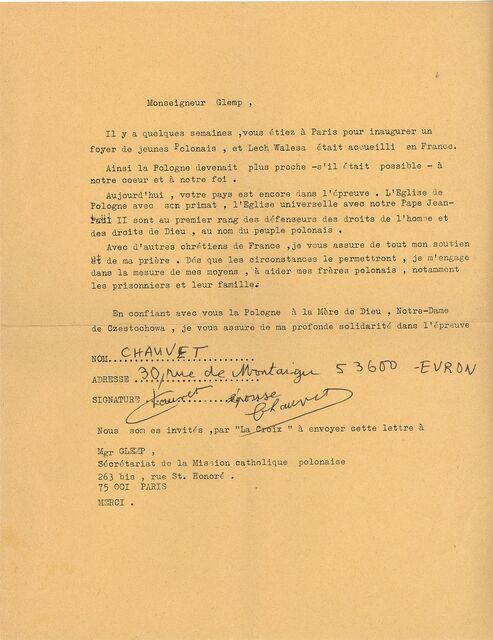 Monseigneur Glemp ,
Il y a quelques semaines ,vous étiez à Paris pour inaugurer un
foyer de jeunes Polonais , et Lech Walesa était accueilli en France.
Ainsi la Pologne devenait plus proche -s'il était possible - à
notre coeur et à notre foi .
Aujourd'hui , votre pays est encore dans l'épreuve . L'Eglise de
Pologne avec son primat , l'Eglise universelle avec notre Pape Jean-
Paul II sont au premier rang des défenseurs des droits de l'homme et
des droits de Dieu , au nom du peuple polonais .
Avec d'autres chrétiens de France ,je vous assure de tout mon soutien
et de ma prière . Dés que les circonstances le permettront , je m'engage
dans la mesure de mes moyens , à aider mes frères polonais , notamment
les prisonniers et leur famille.
En confiant avec vous la Pologne à la Mère de Dieu , Notre-Dame
de Czestochowa , je vous assure de ma profonde solidarité dans l'épreuve
NOM CHAUVET
ADRESSE 30, rue de Montaigu 53600 -EVRON
SIGNATURE Chauvet épouse
Chauvet
Nous som es invités ,par "La Croix " à envoyer cette lettre à
Mgr GLEMP ,
Sécrétariat de la Mission catholique polonaise
263 bis , rue St. Honoré .
75 001 PARIS
MERCI .